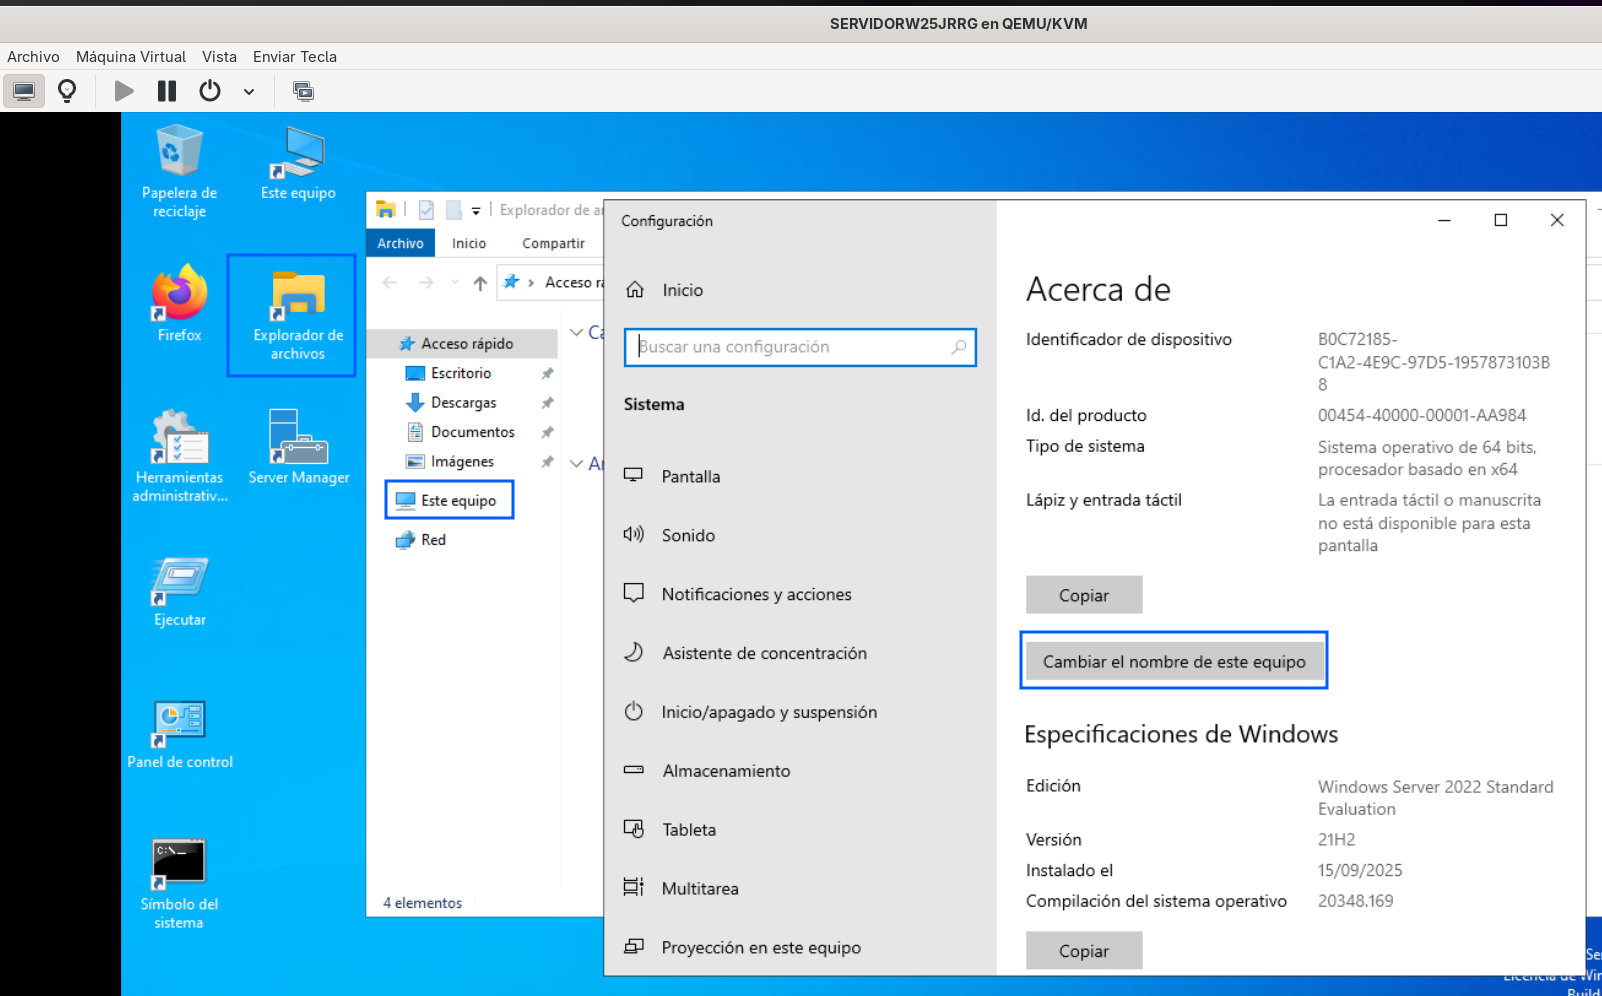 SERVIDORW25JRRG en QEMU/KVM
Archivo Máquina Virtual Vista Enviar Tecla
Papelera de
reciclaje
Este equipo
Firefox
Explorador de
archivos
Herramientas
administrativ...
Server Manager
Ejecutar
Panel de control
C:\_
Símbolo del
sistema
Explorador de
Archivo Inicio Compartir
Acceso
Acceso rápido
Escritorio
Descargas
Documentos
Imágenes
Este equipo
Red
4 elementos
Configuración
Inicio
Buscar una configuración
Sistema
Pantalla
Sonido
Notificaciones y acciones
Asistente de concentración
Inicio/apagado y suspensión
Almacenamiento
Tableta
Multitarea
Proyección en este equipo
Acerca de
Identificador de dispositivo B0C72185-
C1A2-4E9C-97D5-1957873103B
8
Id. del producto 00454-40000-00001-AA984
Tipo de sistema Sistema operativo de 64 bits,
procesador basado en x64
Lápiz y entrada táctil La entrada táctil o manuscrita
no está disponible para esta
pantalla
Copiar
Cambiar el nombre de este equipo
Especificaciones de Windows
Edición Windows Server 2022 Standard
Evaluation
Versión 21H2
Instalado el 15/09/2025
Compilación del sistema operativo 20348.169
Copiar